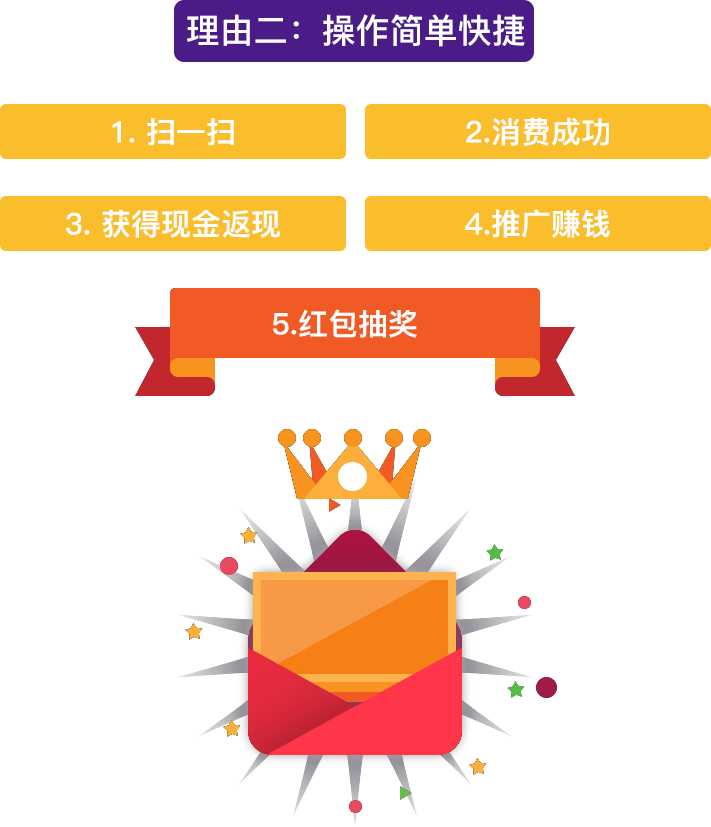 理由二：操作简单快捷
1. 扫一扫
2.消费成功
3. 获得现金返现
4.推广赚钱
5.红包抽奖